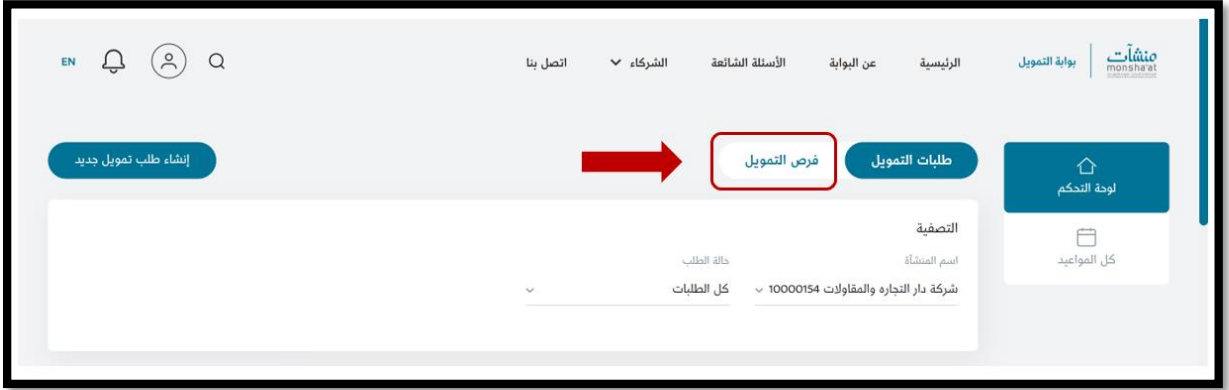 منشآت
monsha'at
بوابة التمويل
الرئيسية
عن البوابة
الأسئلة الشائعة
الشركاء
اتصل بنا
EN
لوحة التحكم
كل المواعيد
طلبات التمويل
فرص التمويل
إنشاء طلب تمويل جديد
التصفية
اسم المنشأة
حالة الطلب
شركة دار التجاره والمقاولات 10000154
كل الطلبات